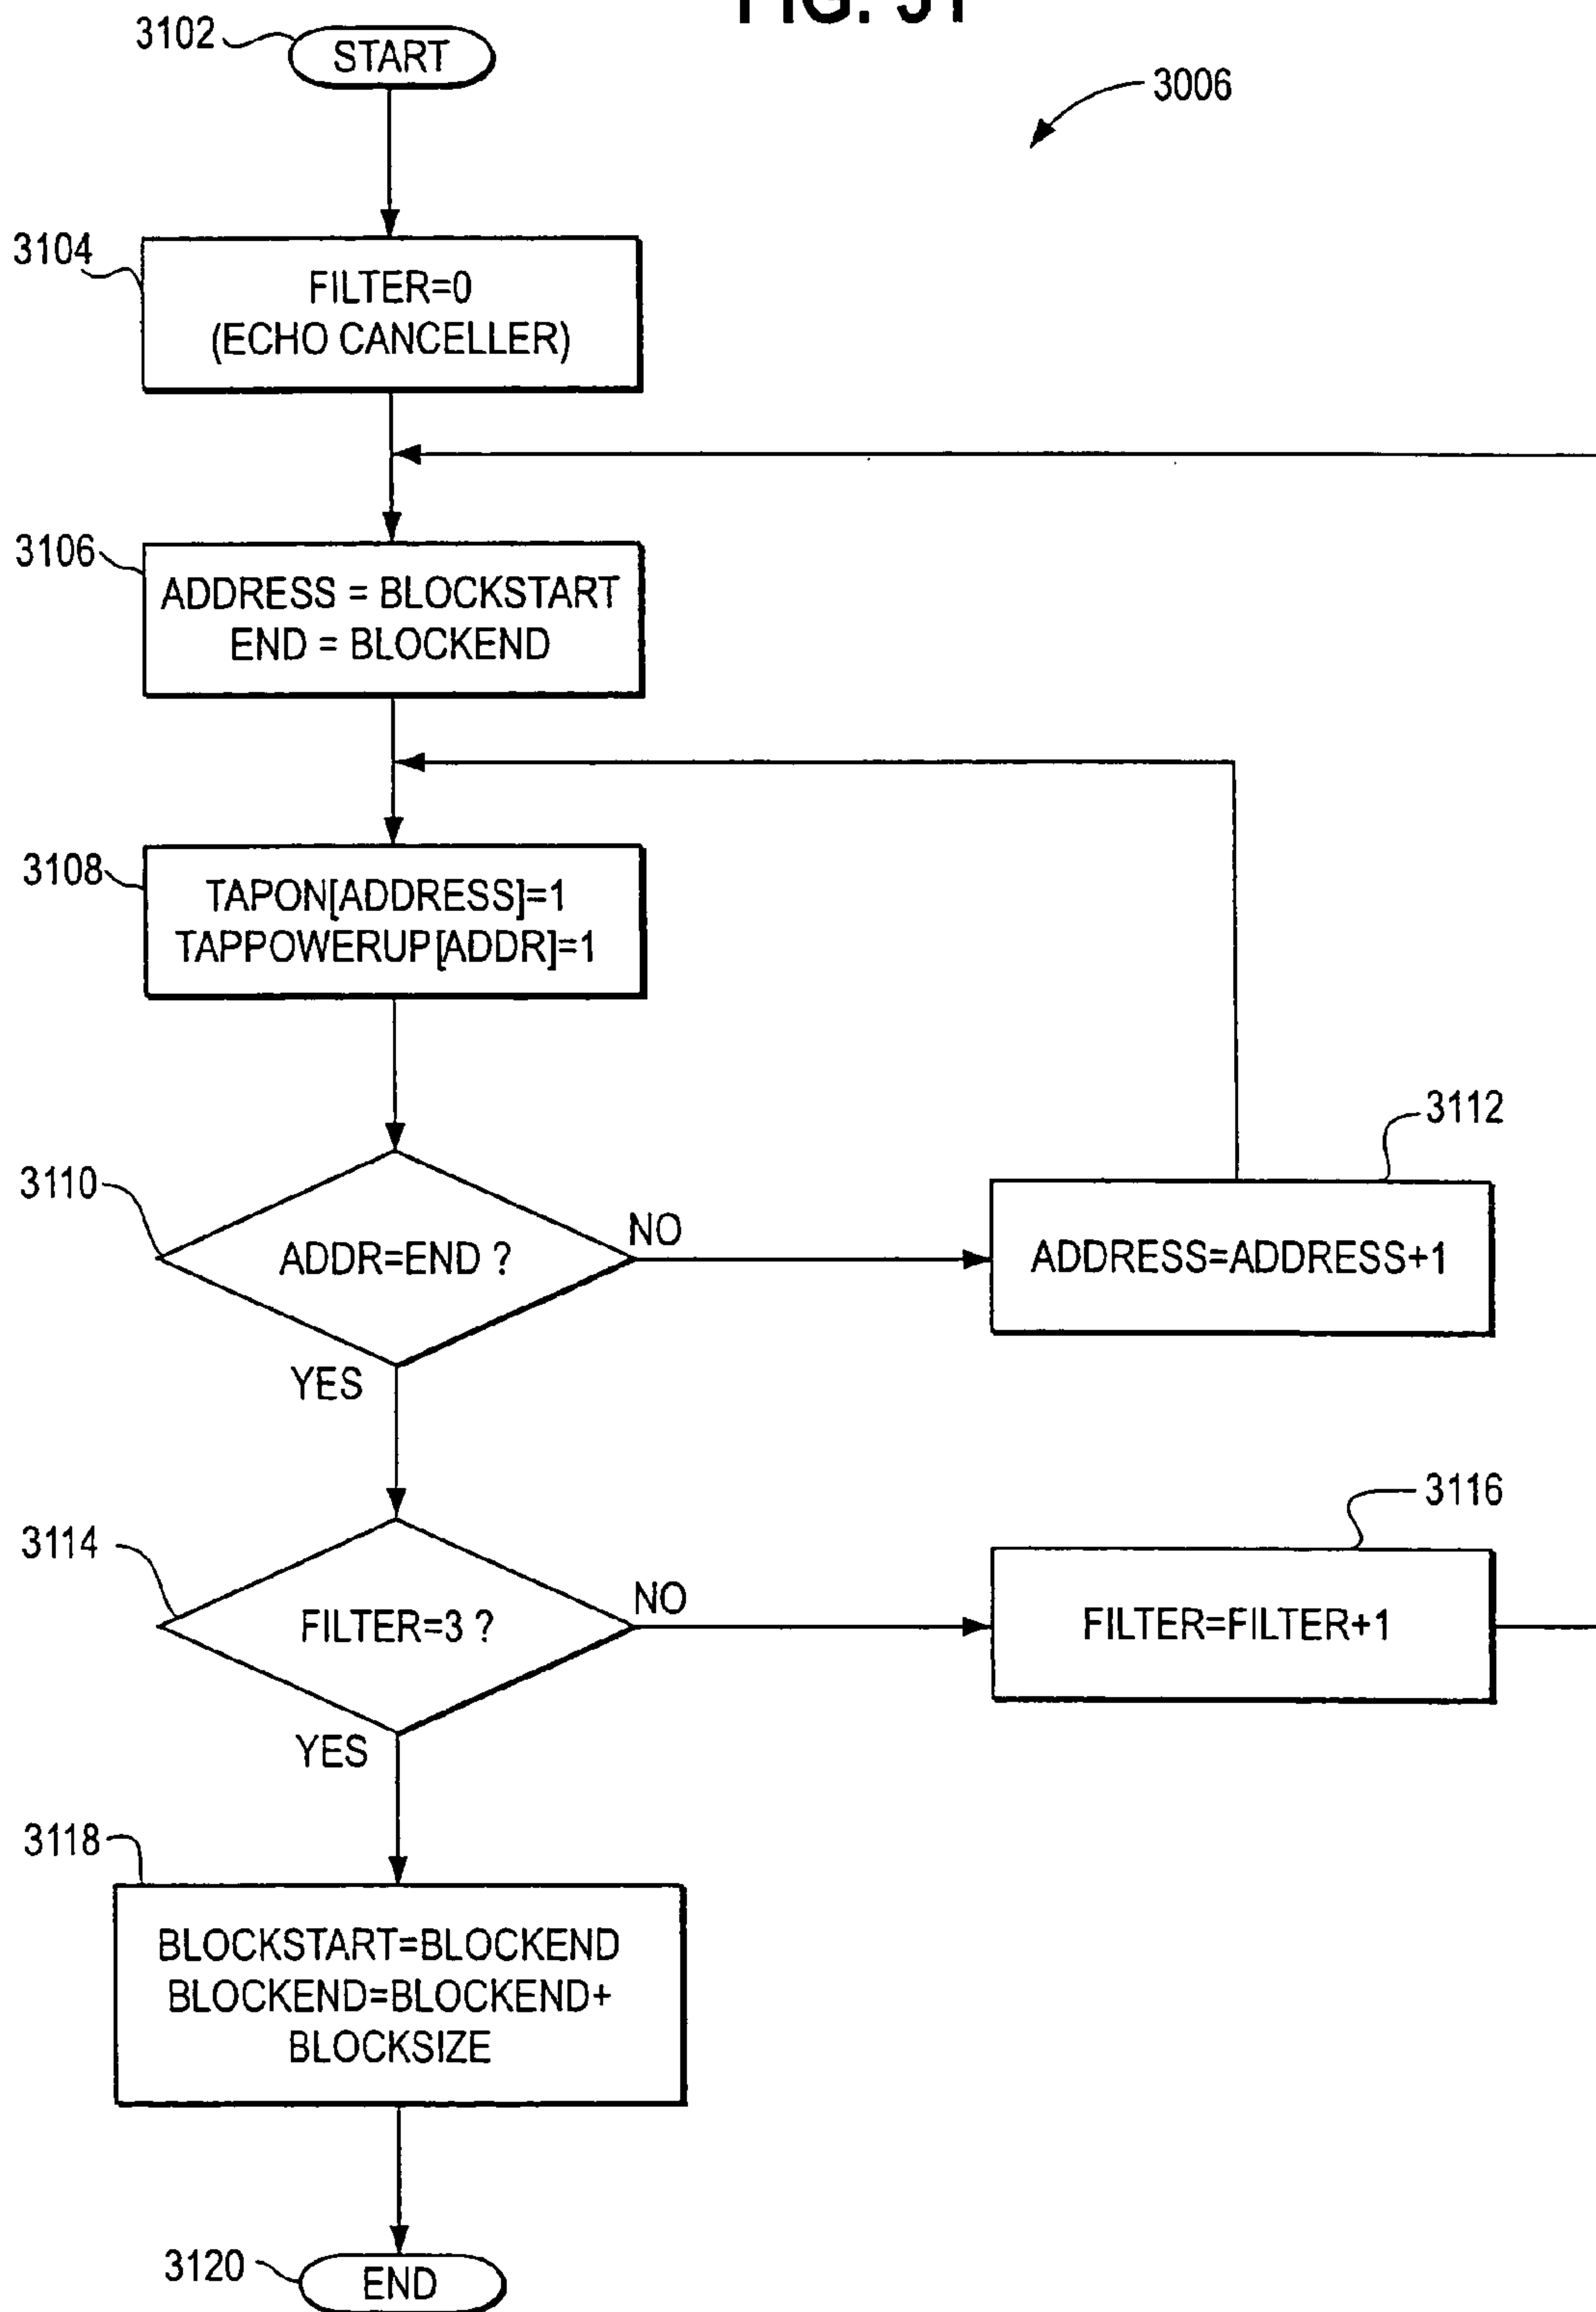 FIG. 31
3102
START
3006
3104
FILTER=0
(ECHO CANCELLER)
3106
ADDRESS = BLOCKSTART
END = BLOCKEND
3108
TAPON[ADDRESS]=1
TAPPOWERUP[ADDR]=1
3110
ADDR=END ?
NO
3112
ADDRESS=ADDRESS+1
YES
3114
FILTER=3 ?
NO
3116
FILTER=FILTER+1
YES
3118
BLOCKSTART=BLOCKEND
BLOCKEND=BLOCKEND+
BLOCKSIZE
3120
END